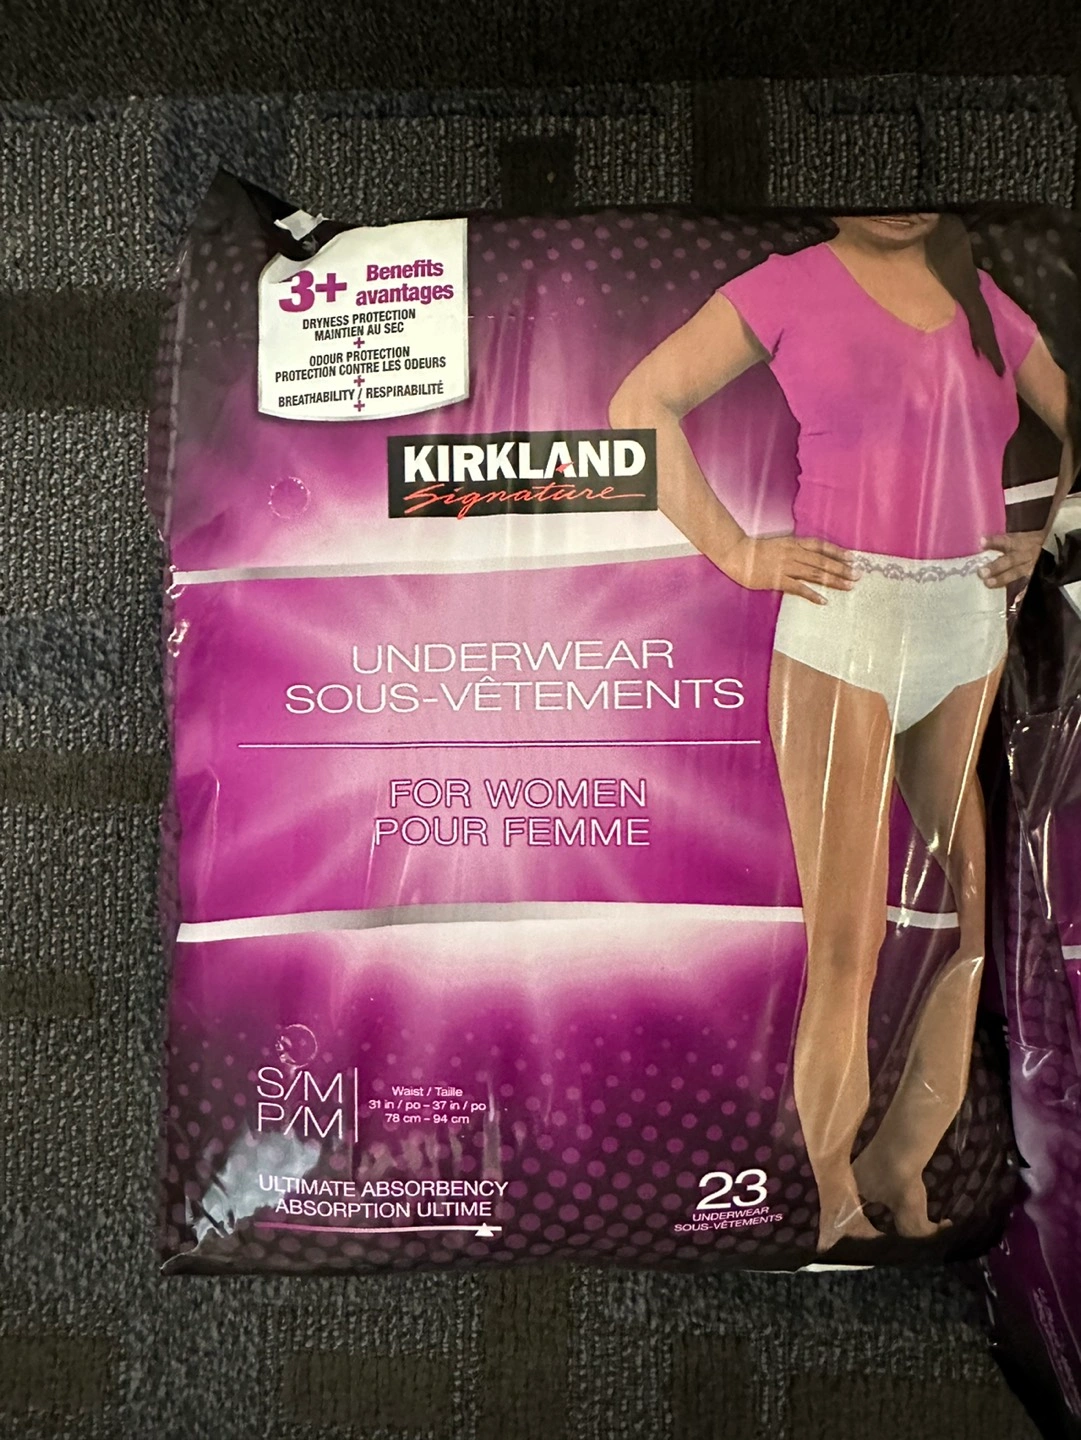 3+ Benefits
avantages
DRYNESS PROTECTION
MAINTIEN AU SEC
+
ODOUR PROTECTION
PROTECTION CONTRE LES ODEURS
+
BREATHABILITY / RESPIRABILITÉ
+
KIRKLAND
Signature
UNDERWEAR
SOUS-VÊTEMENTS
FOR WOMEN
POUR FEMME
S/M
P/M
Waist / Taille
31 in / po – 37 in / po
78 cm – 94 cm
ULTIMATE ABSORBENCY
ABSORPTION ULTIME
23
UNDERWEAR
SOUS-VÊTEMENTS